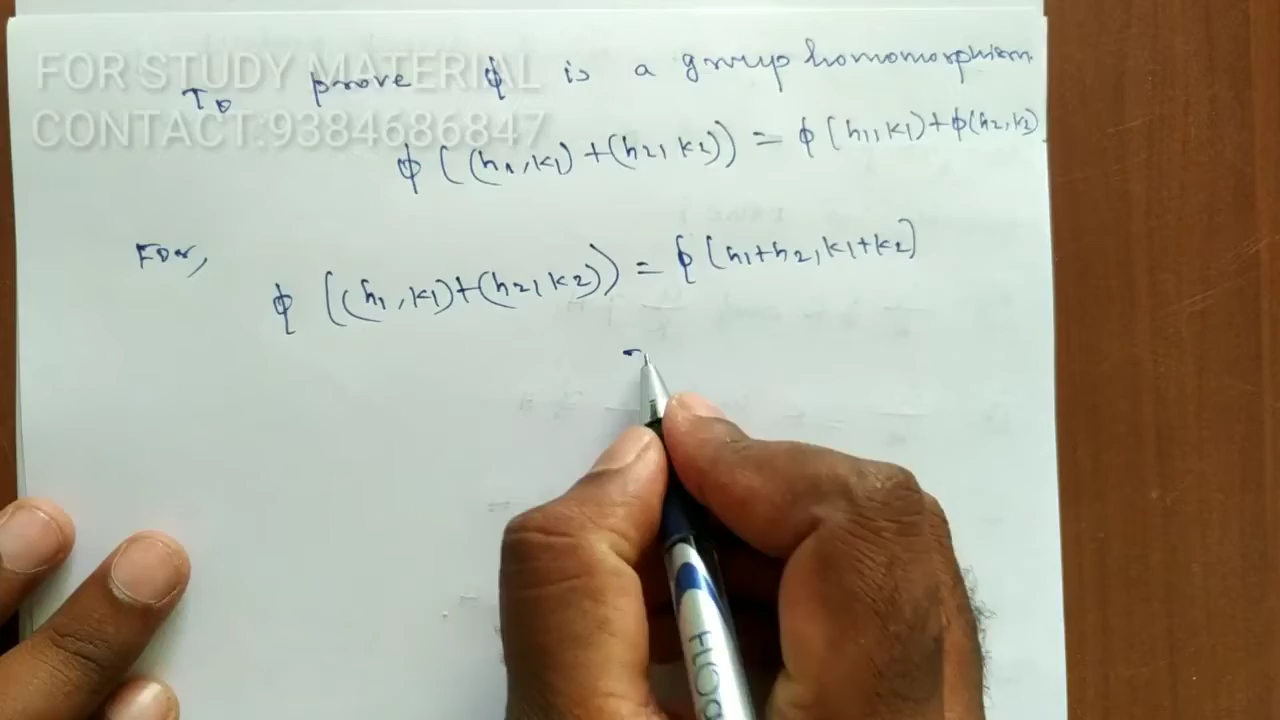 FOR STUDY MATERIAL
CONTACT:9384686847
To prove ϕ is a group homomorphism.
ϕ((h1,k1)+(h2,k2)) = ϕ(h1,k1)+ϕ(h2,k2)
For,
ϕ((h1,k1)+(h2,k2)) = ϕ(h1+h2,k1+k2)
FLO